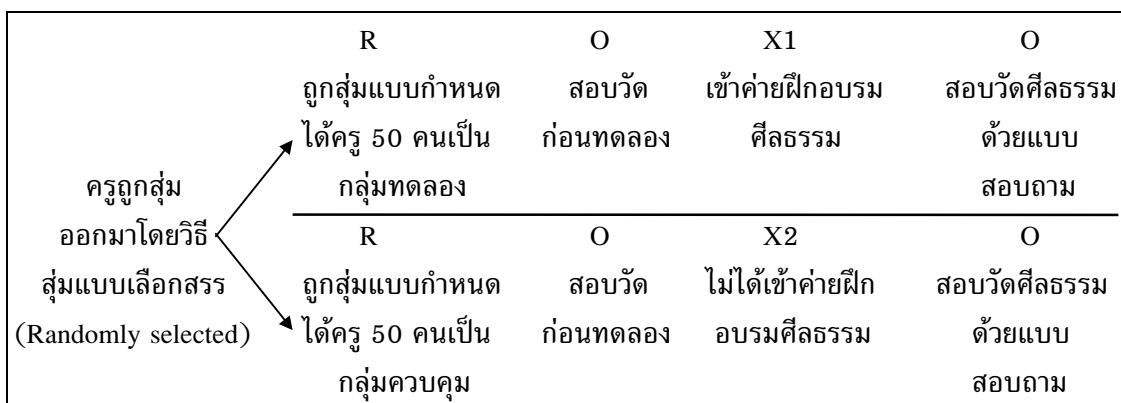 R O X1 O
ถูกสุ่มแบบกำหนด สอบวัด เข้าค่ายฝึกอบรม สอบวัดศีลธรรม
ได้ครู 50 คนเป็น ก่อนทดลอง ศีลธรรม ด้วยแบบ
กลุ่มทดลอง สอบถาม
ครูถูกสุ่ม
ออกมาโดยวิธี
สุ่มแบบเลือกสรร
(Randomly selected)
R O X2 O
ถูกสุ่มแบบกำหนด สอบวัด ไม่ได้เข้าค่ายฝึก สอบวัดศีลธรรม
ได้ครู 50 คนเป็น ก่อนทดลอง อบรมศีลธรรม ด้วยแบบ
กลุ่มควบคุม สอบถาม